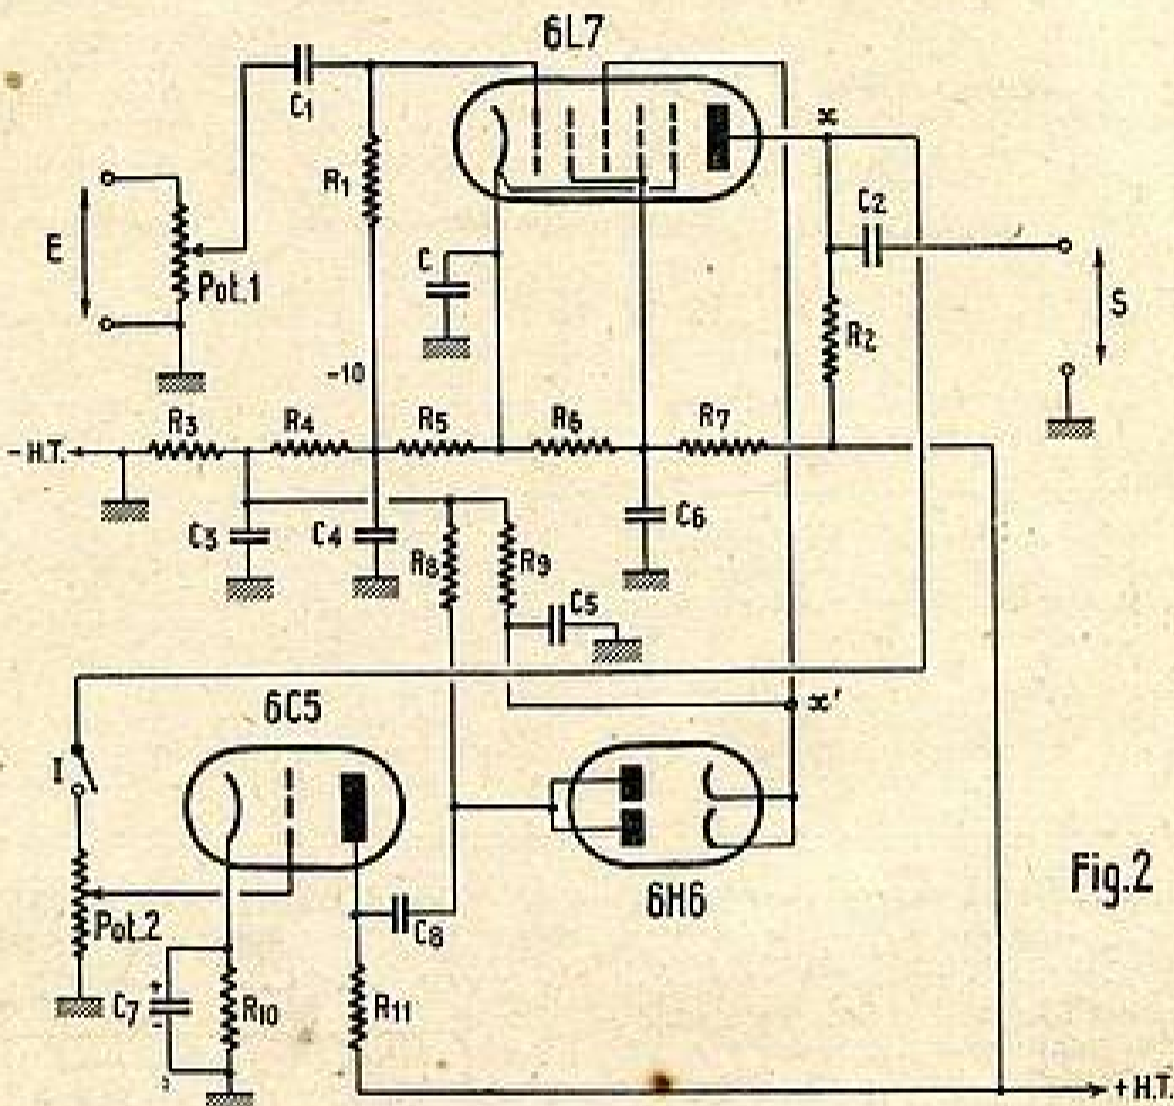 6L7
C1
R1
x
C2
E
Pot.1
C
S
R2
-10
R3
R4
R5
R6
R7
- H.T.
C3
C4
R8
R9
C6
C5
6C5
x'
I
Pot.2
6H6
Fig.2
C8
+
C7
-
R10
R11
+ H.T.